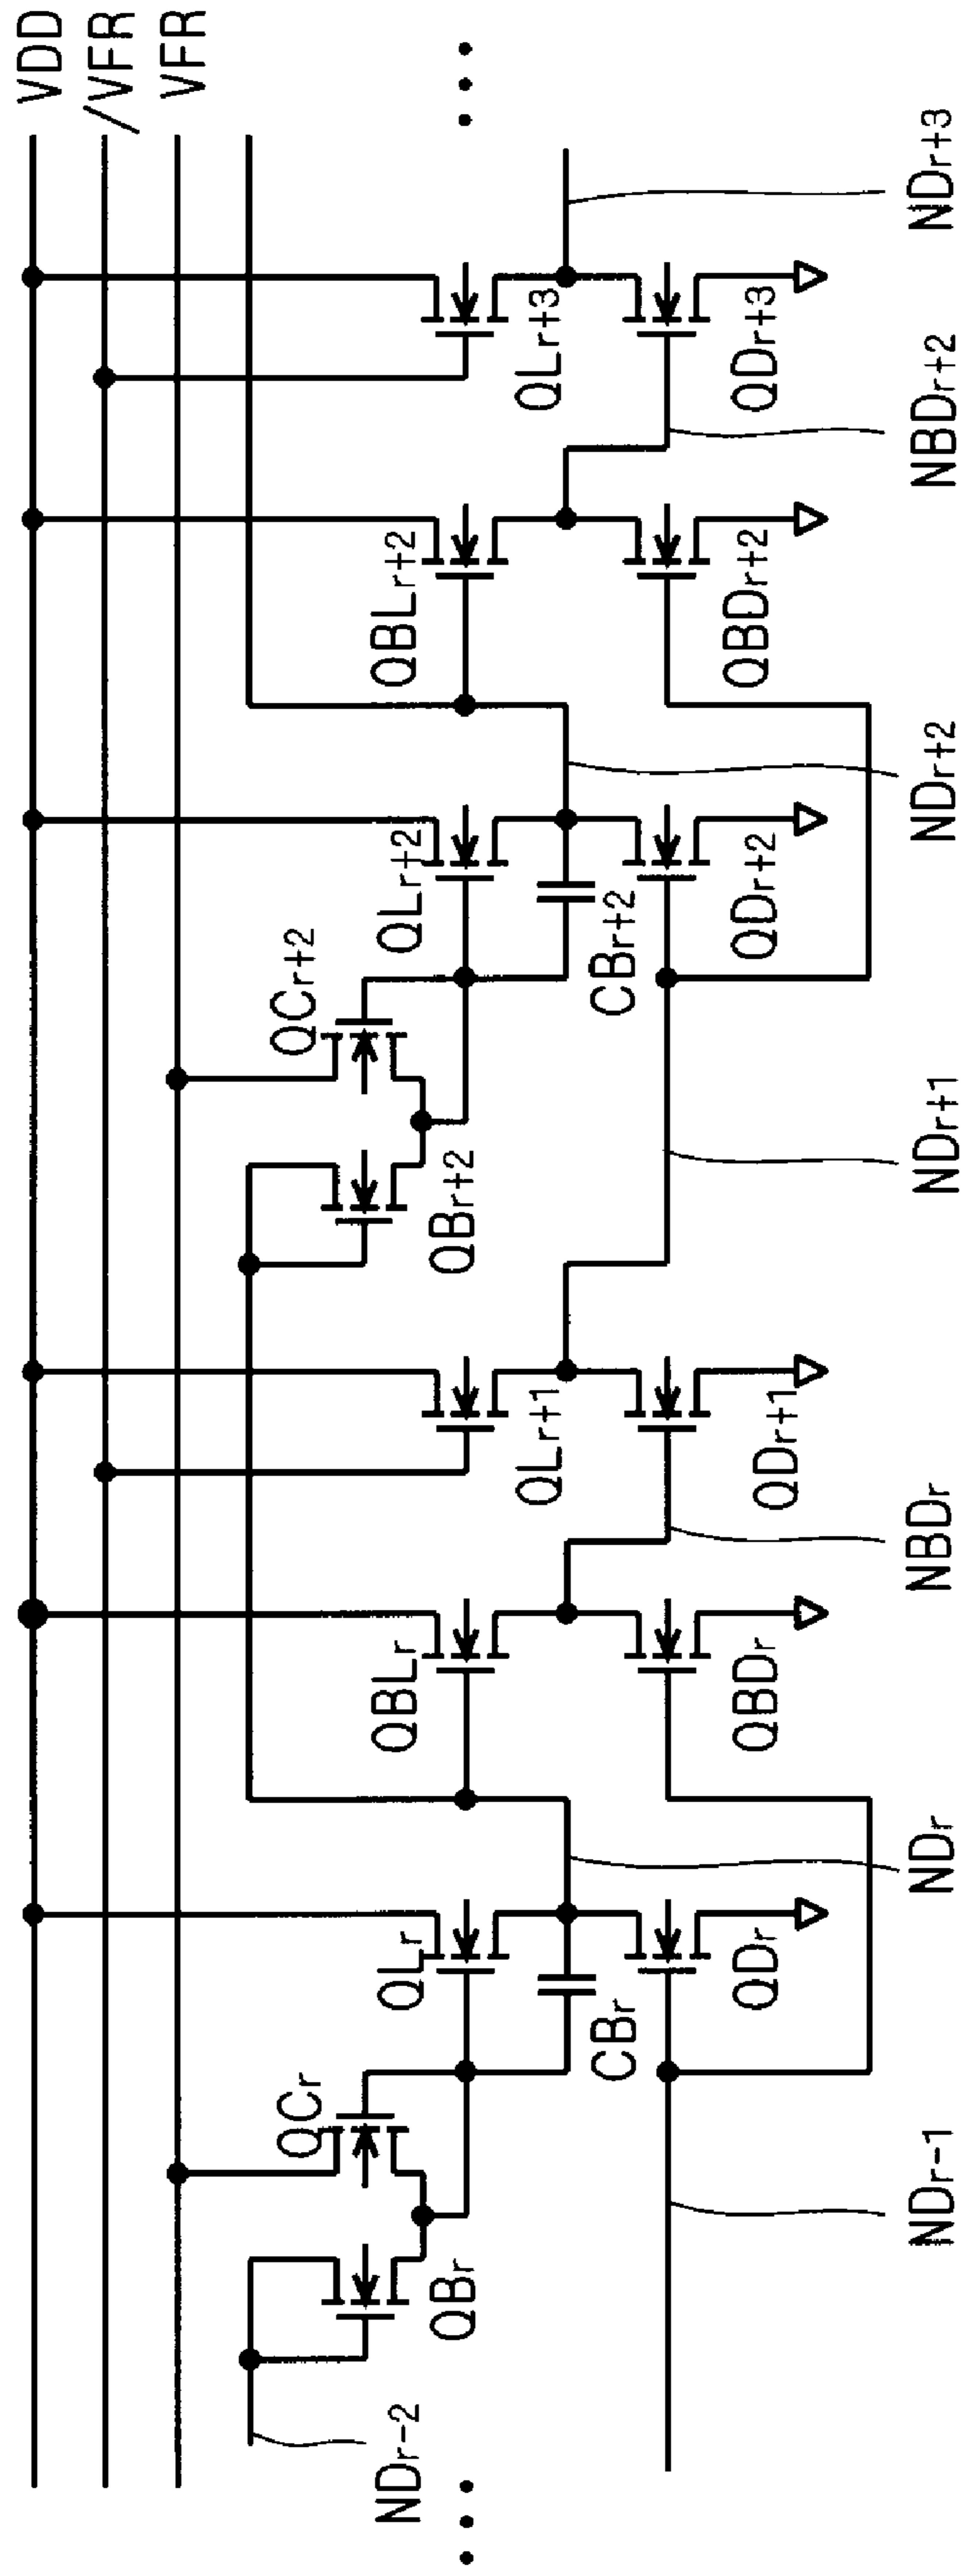 VDD
/VFR
VFR
NDr-2
QBr
QCr
QLr
CBr
QDr
QBLr
QBDr
QLr+1
QDr+1
QBr+2
QCr+2
QLr+2
CBr+2
QDr+2
QBLr+2
QBDr+2
QLr+3
QDr+3
NDr-1
NDr
NBDr
NDr+1
NDr+2
NBDr+2
NDr+3